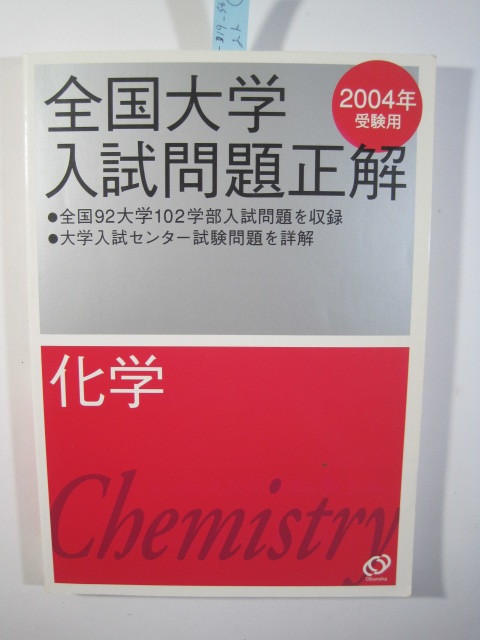 全国大学
入試問題正解
2004年
受験用
●全国92大学102学部入試問題を収録
●大学入試センター試験問題を詳解
化学
Chemistry
Obunsha